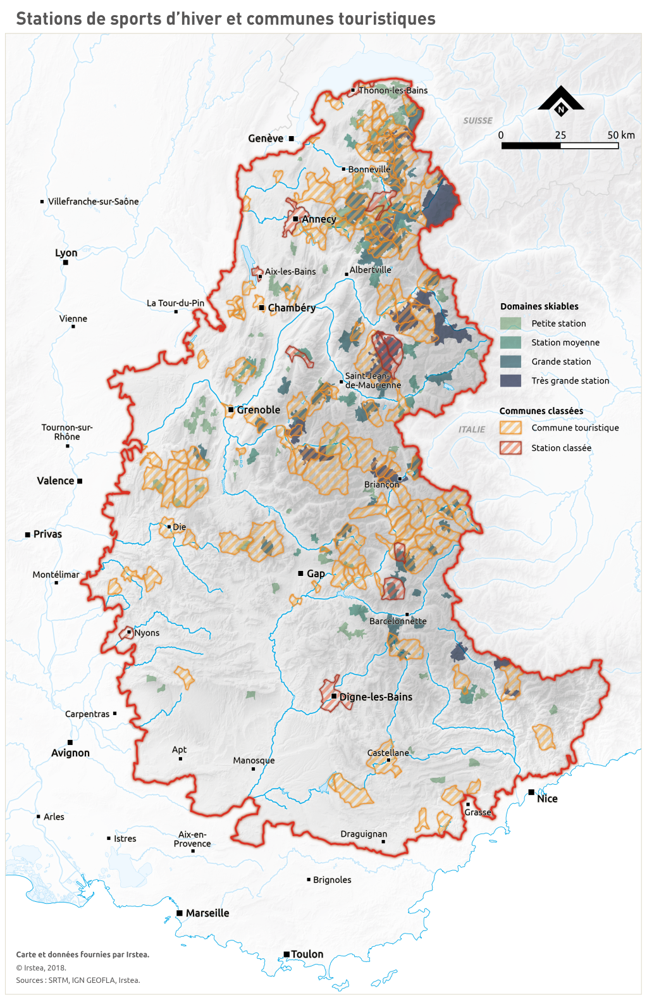 Stations de sports d'hiver et communes touristiques
Thonon-les-Bains
SUISSE
N
0 25 50 km
Genève
Bonneville
Villefranche-sur-Saône
Annecy
Lyon
Aix-les-Bains
Albertville
La Tour-du-Pin
Chambéry
Vienne
Domaines skiables
Petite station
Station moyenne
Grande station
Très grande station
Saint-Jean-
de-Maurienne
Grenoble
Communes classées
Commune touristique
Station classée
ITALIE
Tournon-sur-
Rhône
Valence
Briançon
Die
Privas
Montélimar
Gap
Barcelonnette
Nyons
Digne-les-Bains
Carpentras
Avignon
Apt
Manosque
Castellane
Nice
Grasse
Arles
Istres
Aix-en-
Provence
Draguignan
Brignoles
Marseille
Toulon
Carte et données fournies par Irstea.
© Irstea, 2018.
Sources : SRTM, IGN GEOFLA, Irstea.